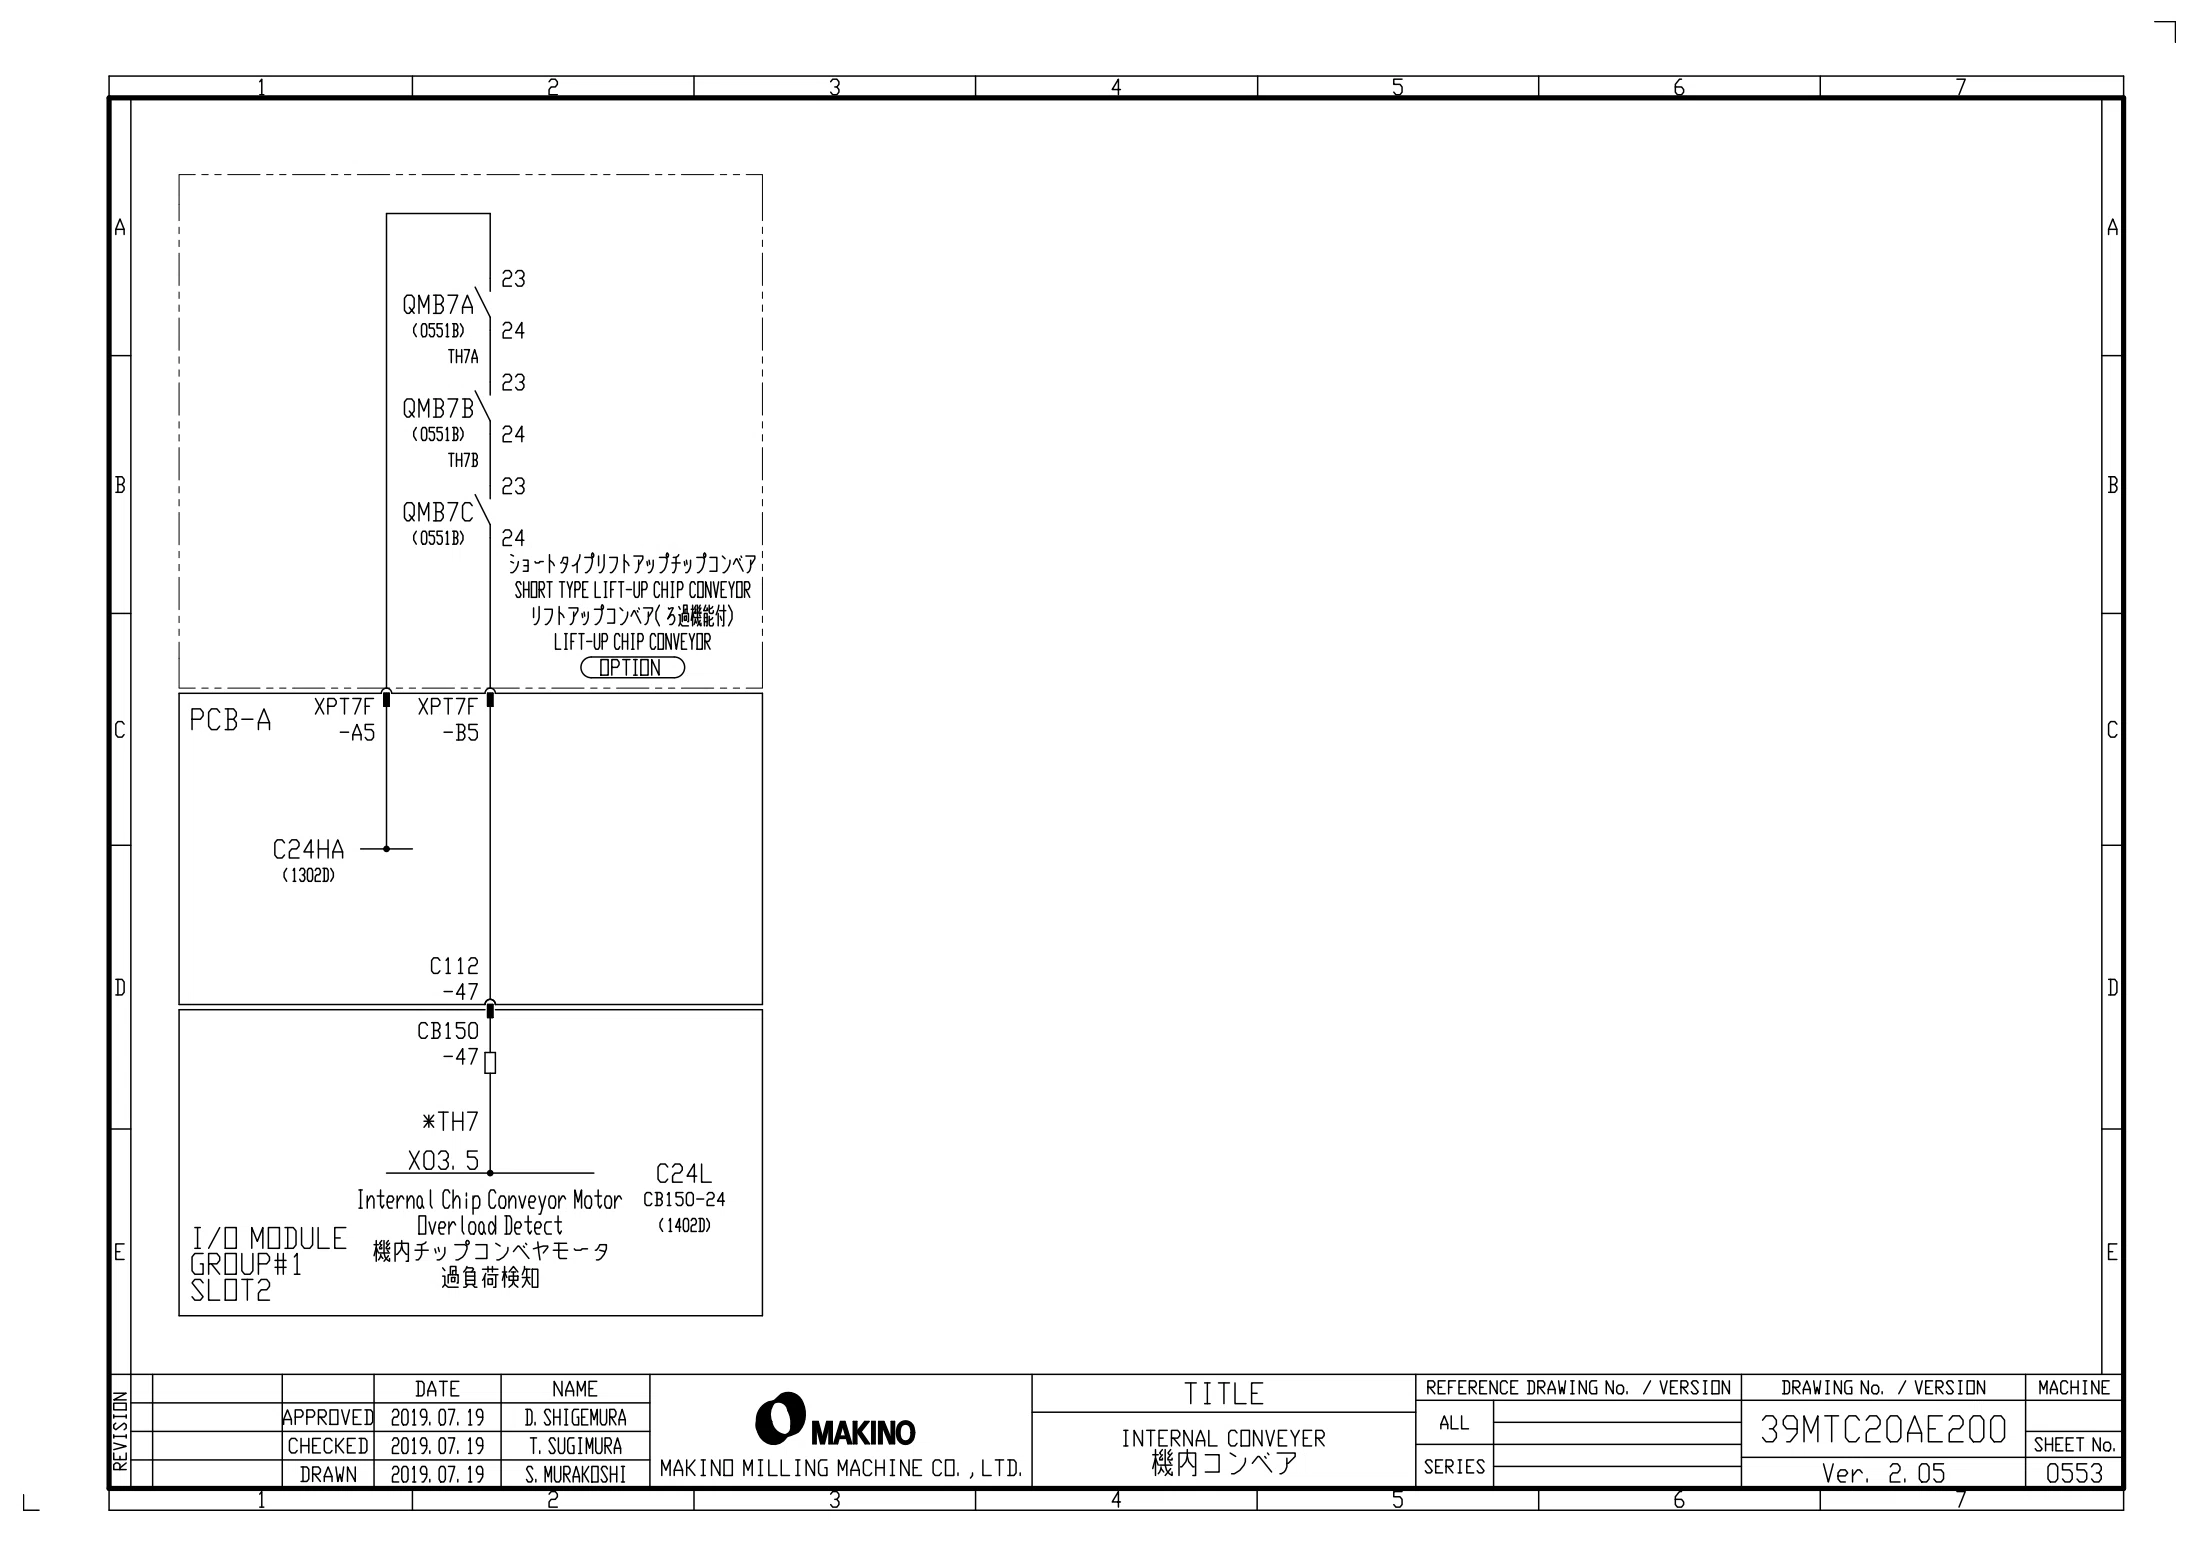 1 2 3 4 5 6 7
A A
23
QMB7A
(0551B) 24
TH7A
B B
23
QMB7B
(0551B) 24
TH7B
23
QMB7C
(0551B) 24
ショートタイプリフトアップチップコンベア
SHORT TYPE LIFT-UP CHIP CONVEYOR
リフトアップコンベア(ろ過機能付)
LIFT-UP CHIP CONVEYOR
OPTION
C C
PCB-A
XPT7F XPT7F
-A5 -B5
C24HA
(1302D)
D D
C112
-47
CB150
-47
*TH7
X03.5
C24L
CB150-24
(1402D)
Internal Chip Conveyor Motor
Overload Detect
機内チップコンベヤモータ
過負荷検知
E E
I/O MODULE
GROUP#1
SLOT2
REVISION
DATE NAME
APPROVED 2019.07.19 D. SHIGEMURA
CHECKED 2019.07.19 T. SUGIMURA
DRAWN 2019.07.19 S. MURAKOSHI
MAKINO
MAKINO MILLING MACHINE CO.,LTD.
TITLE
INTERNAL CONVEYER
機内コンベア
REFERENCE DRAWING No. / VERSION
ALL
SERIES
DRAWING No. / VERSION
39MTC20AE200
Ver. 2.05
MACHINE
SHEET No.
0553
1 2 3 4 5 6 7